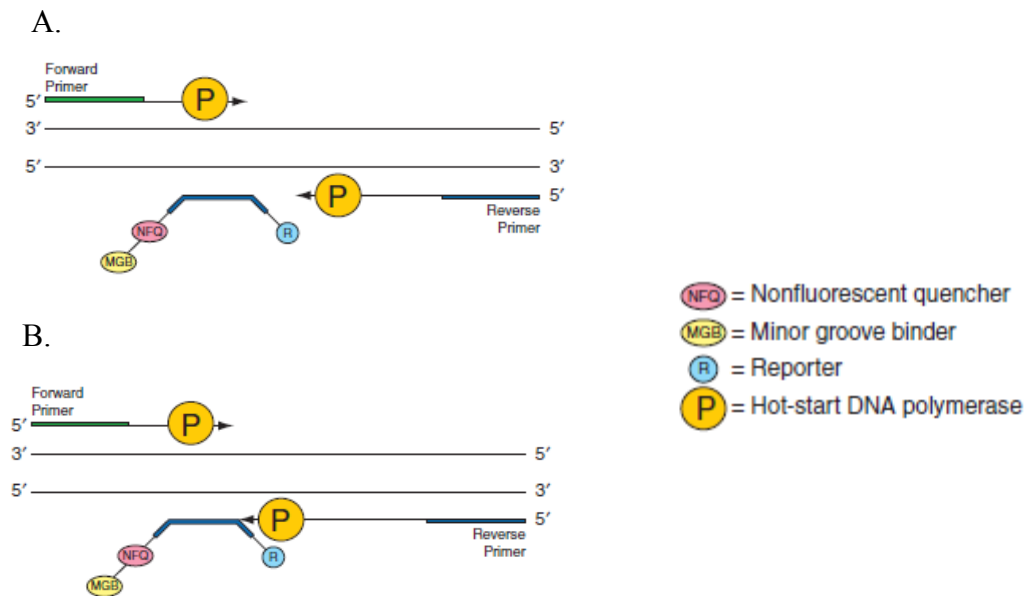 A.
Forward
Primer
5′ P
3′ 5′
5′ 3′
P 5′
Reverse
Primer
NFQ R
MGB
NFQ = Nonfluorescent quencher
MGB = Minor groove binder
R = Reporter
P = Hot-start DNA polymerase
B.
Forward
Primer
5′ P
3′ 5′
5′ 3′
P 5′
Reverse
Primer
NFQ R
MGB